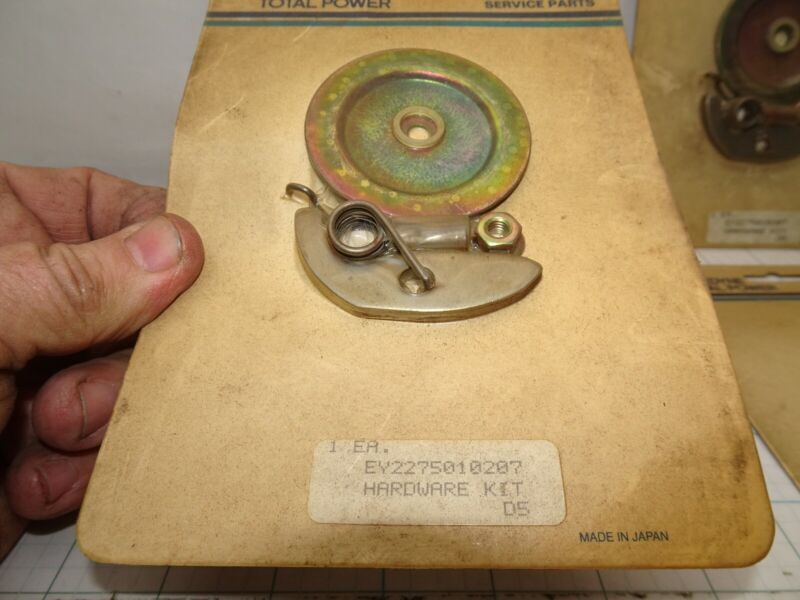 TOTAL POWER
SERVICE PARTS
1 EA.
EY2275010207
HARDWARE KIT
D5
MADE IN JAPAN